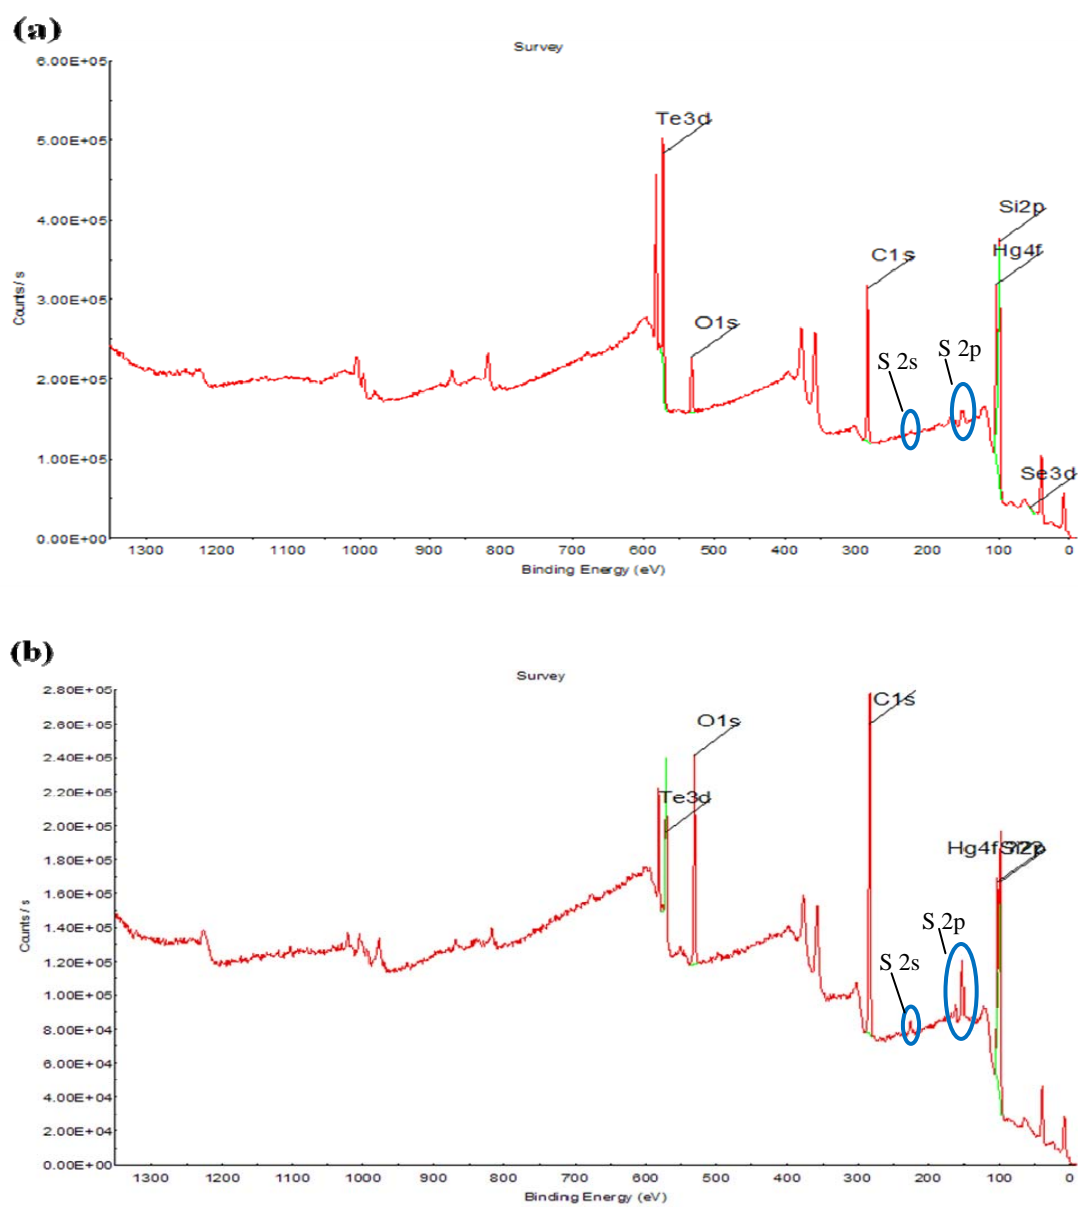 (a)
Survey
6.00E+05
5.00E+05
4.00E+05
3.00E+05
2.00E+05
1.00E+05
0.00E+00
Counts / s
Te3d
O1s
C1s
S 2s
S 2p
Si2p
Hg4f
Se3d
1300 1200 1100 1000 900 800 700 600 500 400 300 200 100 0
Binding Energy (eV)
(b)
Survey
2.80E+05
2.60E+05
2.40E+05
2.20E+05
2.00E+05
1.80E+05
1.60E+05
1.40E+05
1.20E+05
1.00E+05
8.00E+04
6.00E+04
4.00E+04
2.00E+04
0.00E+00
Counts / s
C1s
O1s
Te3d
Hg4f
S 2p
S 2s
1300 1200 1100 1000 900 800 700 600 500 400 300 200 100 0
Binding Energy (eV)